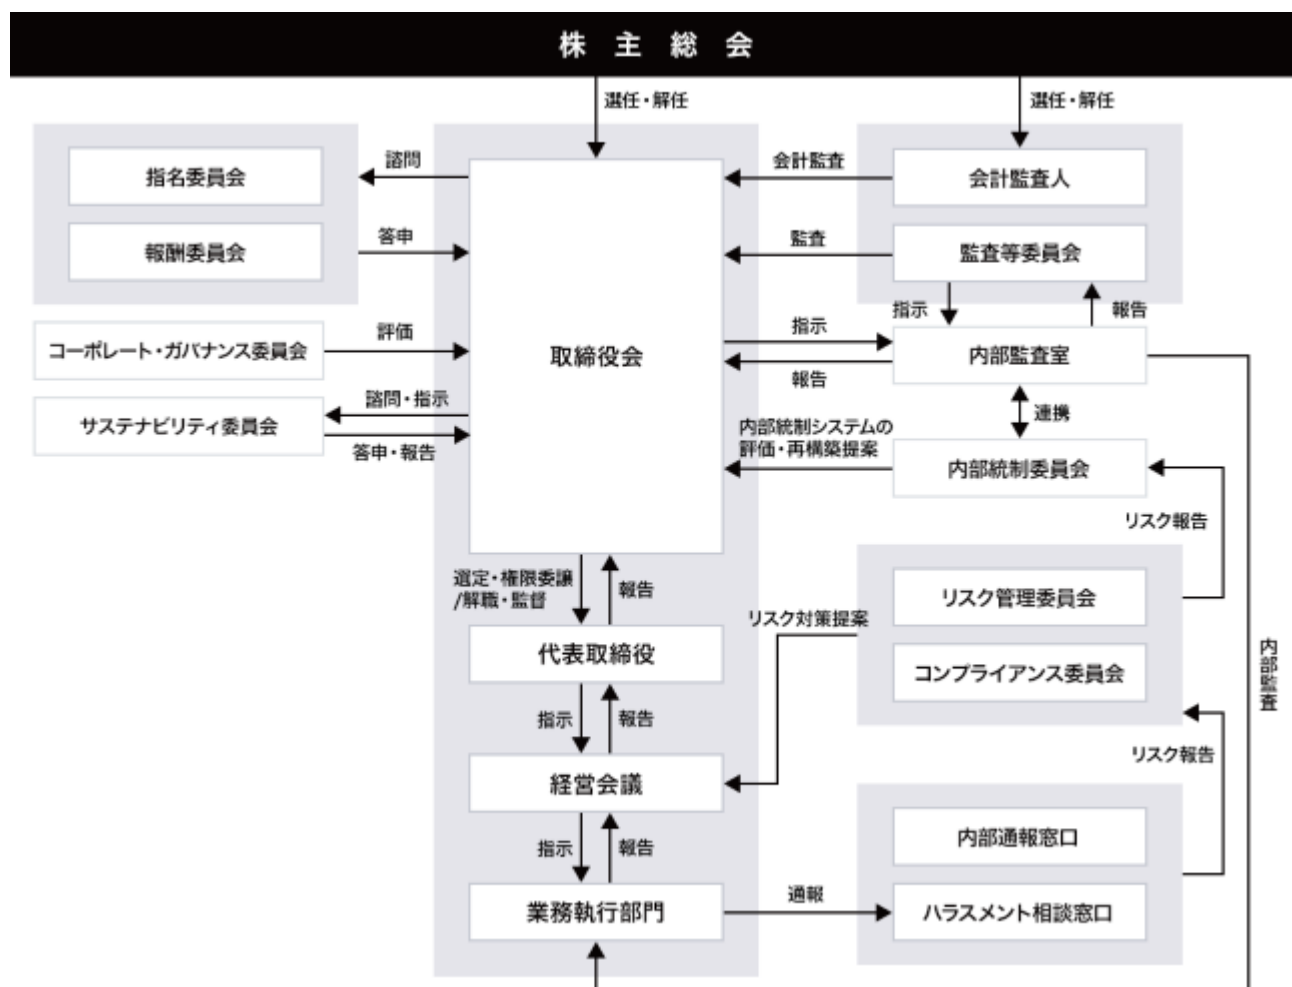 株主総会
選任・解任
選任・解任
諮問
指名委員会
答申
報酬委員会
評価
コーポレート・ガバナンス委員会
諮問・指示
サステナビリティ委員会
答申・報告
取締役会
会計監査
会計監査人
監査
監査等委員会
指示
報告
指示
報告
内部監査室
連携
内部統制システムの
評価・再構築提案
内部統制委員会
リスク報告
選定・権限委譲
/解職・監督
報告
代表取締役
リスク対策提案
リスク管理委員会
コンプライアンス委員会
内部監査
指示
報告
経営会議
リスク報告
指示
報告
業務執行部門
通報
内部通報窓口
ハラスメント相談窓口